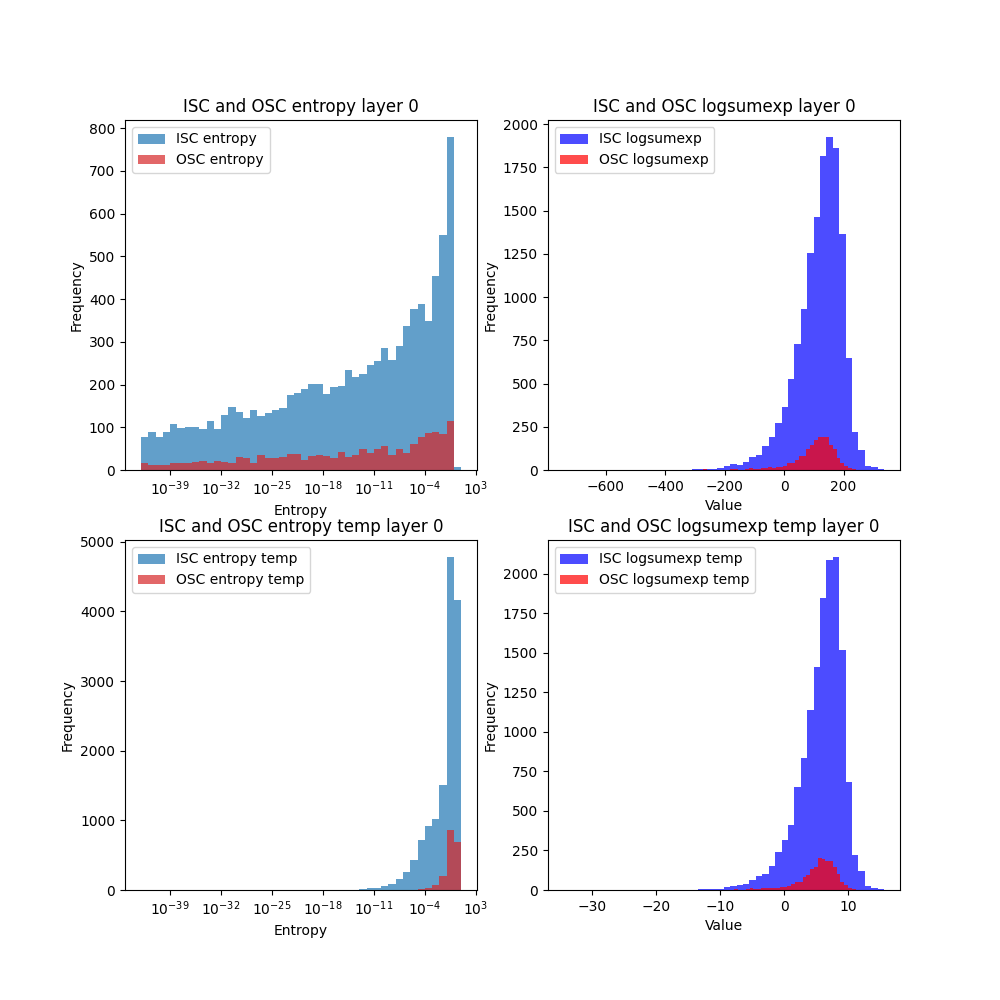 ISC and OSC entropy layer 0
ISC entropy
OSC entropy
Frequency
800
700
600
500
400
300
200
100
0
10⁻³⁹ 10⁻³² 10⁻²⁵ 10⁻¹⁸ 10⁻¹¹ 10⁻⁴ 10³
Entropy
ISC and OSC logsumexp layer 0
ISC logsumexp
OSC logsumexp
Frequency
2000
1750
1500
1250
1000
750
500
250
0
−600 −400 −200 0 200
Value
ISC and OSC entropy temp layer 0
ISC entropy temp
OSC entropy temp
Frequency
5000
4000
3000
2000
1000
0
10⁻³⁹ 10⁻³² 10⁻²⁵ 10⁻¹⁸ 10⁻¹¹ 10⁻⁴ 10³
Entropy
ISC and OSC logsumexp temp layer 0
ISC logsumexp temp
OSC logsumexp temp
Frequency
2000
1750
1500
1250
1000
750
500
250
0
−30 −20 −10 0 10
Value